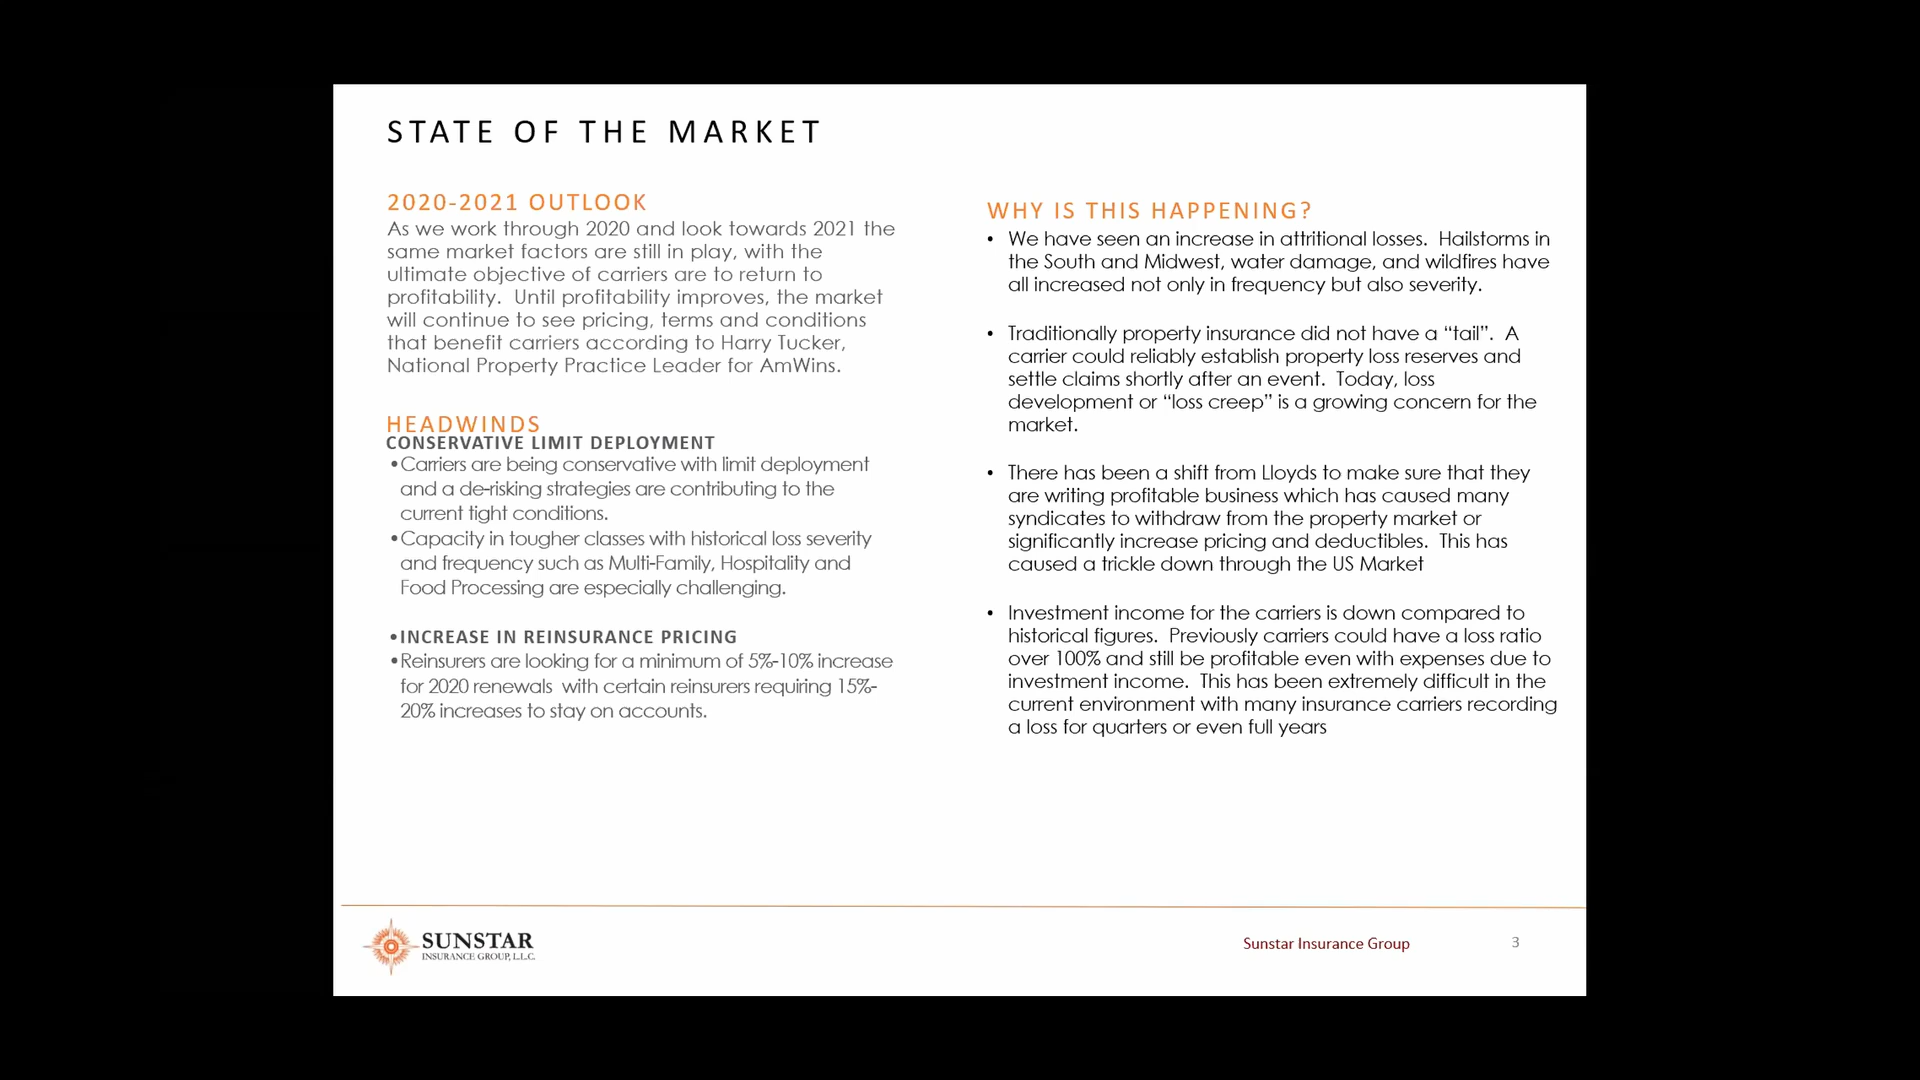 STATE OF THE MARKET
2020-2021 OUTLOOK
As we work through 2020 and look towards 2021 the
same market factors are still in play, with the
ultimate objective of carriers are to return to
profitability.  Until profitability improves, the market
will continue to see pricing, terms and conditions
that benefit carriers according to Harry Tucker,
National Property Practice Leader for AmWins.
HEADWINDS
CONSERVATIVE LIMIT DEPLOYMENT
•Carriers are being conservative with limit deployment
and a de-risking strategies are contributing to the
current tight conditions.
•Capacity in tougher classes with historical loss severity
and frequency such as Multi-Family, Hospitality and
Food Processing are especially challenging.
•INCREASE IN REINSURANCE PRICING
•Reinsurers are looking for a minimum of 5%-10% increase
for 2020 renewals  with certain reinsurers requiring 15%-
20% increases to stay on accounts.
WHY IS THIS HAPPENING?
• We have seen an increase in attritional losses.  Hailstorms in
the South and Midwest, water damage, and wildfires have
all increased not only in frequency but also severity.
• Traditionally property insurance did not have a “tail”.  A
carrier could reliably establish property loss reserves and
settle claims shortly after an event.  Today, loss
development or “loss creep” is a growing concern for the
market.
• There has been a shift from Lloyds to make sure that they
are writing profitable business which has caused many
syndicates to withdraw from the property market or
significantly increase pricing and deductibles.  This has
caused a trickle down through the US Market
• Investment income for the carriers is down compared to
historical figures.  Previously carriers could have a loss ratio
over 100% and still be profitable even with expenses due to
investment income.  This has been extremely difficult in the
current environment with many insurance carriers recording
a loss for quarters or even full years
SUNSTAR
INSURANCE GROUP, L.L.C.
Sunstar Insurance Group
3